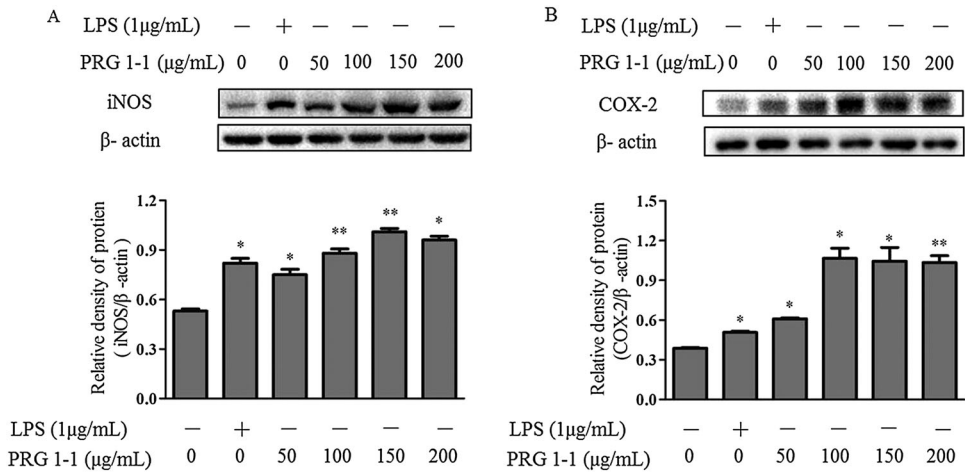 A
LPS (1μg/mL) — + — — — —
PRG 1-1 (μg/mL) 0 0 50 100 150 200
iNOS
β- actin
Relative density of protien
( iNOS/β -actin )
1.2
0.9
0.6
0.3
0.0
* * ** ** *
LPS (1μg/mL) — + — — — —
PRG 1-1 (μg/mL) 0 0 50 100 150 200
B
LPS (1μg/mL) — + — — — —
PRG 1-1 (μg/mL) 0 0 50 100 150 200
COX-2
β- actin
Relative density of protein
(COX-2/β -actin)
1.5
1.2
0.9
0.6
0.3
0.0
* * * * **
LPS (1μg/mL) — + — — — —
PRG 1-1 (μg/mL) 0 0 50 100 150 200